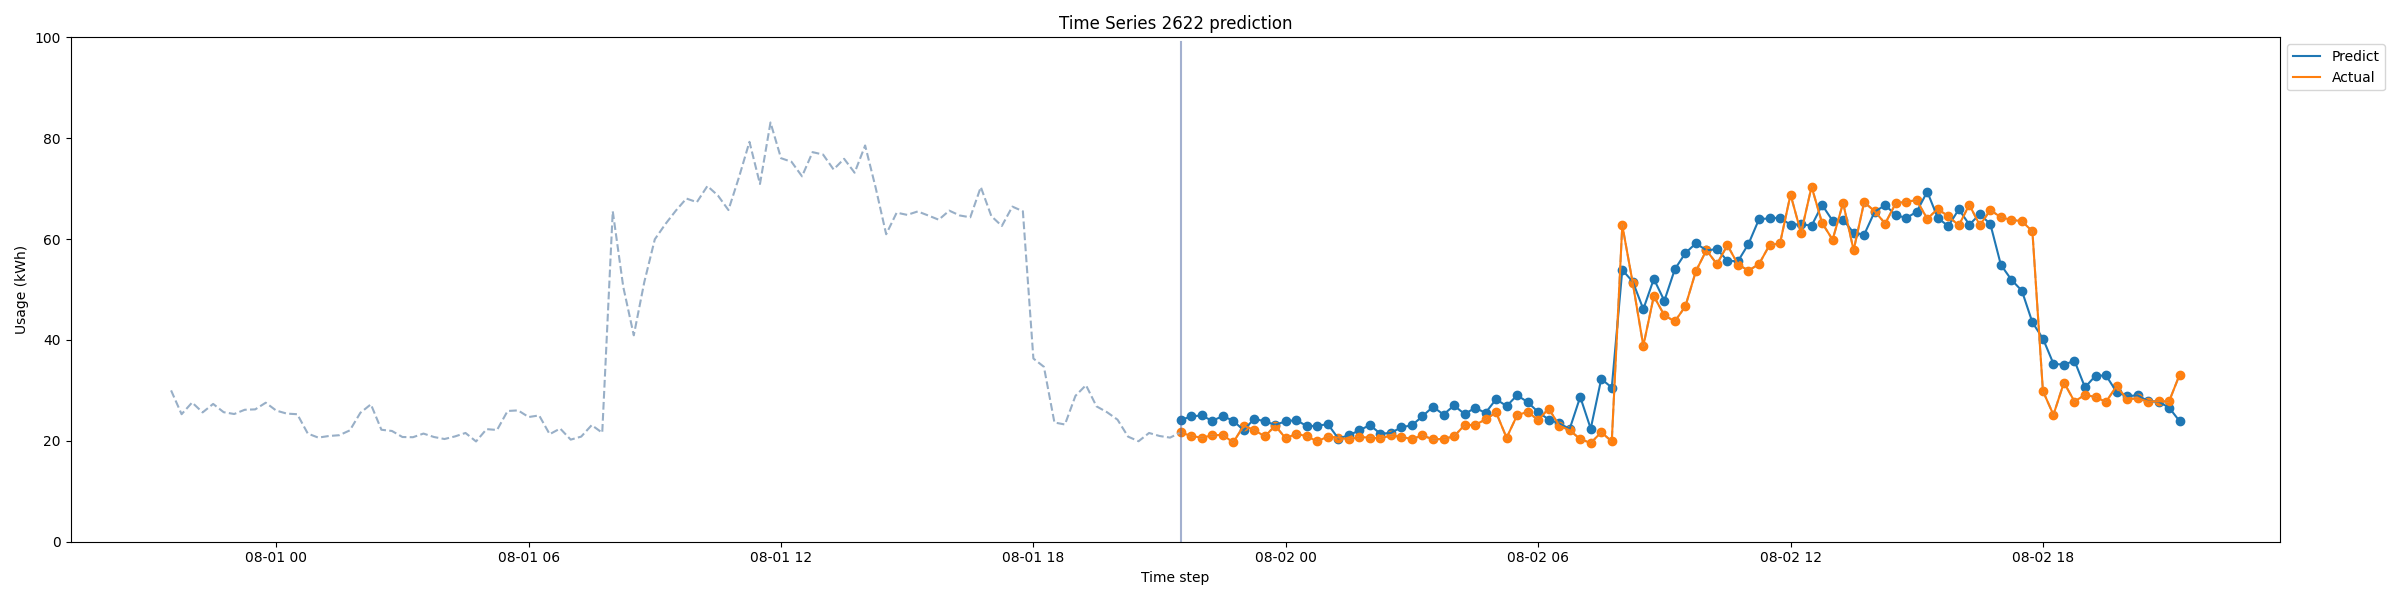 Time Series 2622 prediction
Predict
Actual
100
80
60
40
20
0
Usage (kWh)
08-01 00
08-01 06
08-01 12
08-01 18
08-02 00
08-02 06
08-02 12
08-02 18
Time step